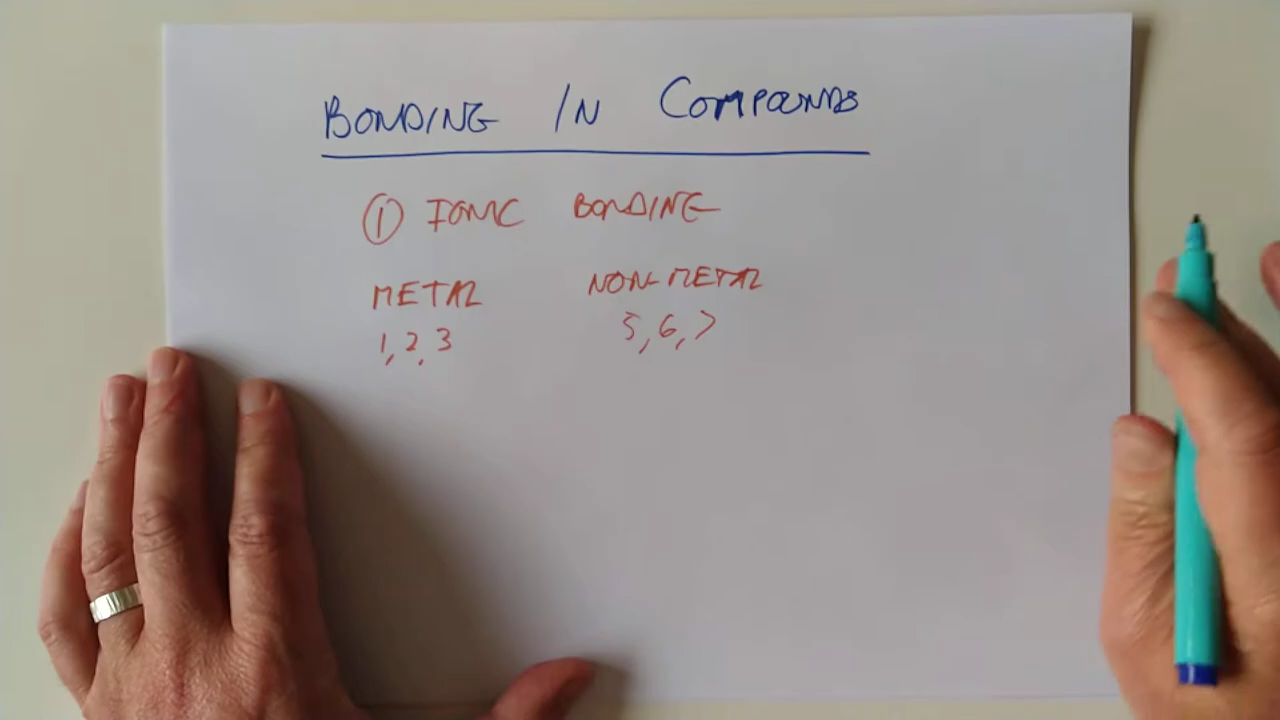 BONDING IN COMPOUNDS
① IONIC BONDING
METAL NON-METAL
1, 2, 3 5, 6, 7